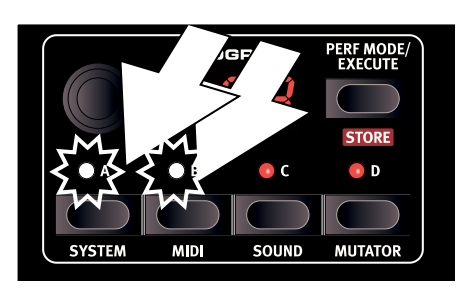 PERF MODE/
EXECUTE
STORE
A
C
D
SYSTEM
MIDI
SOUND
MUTATOR